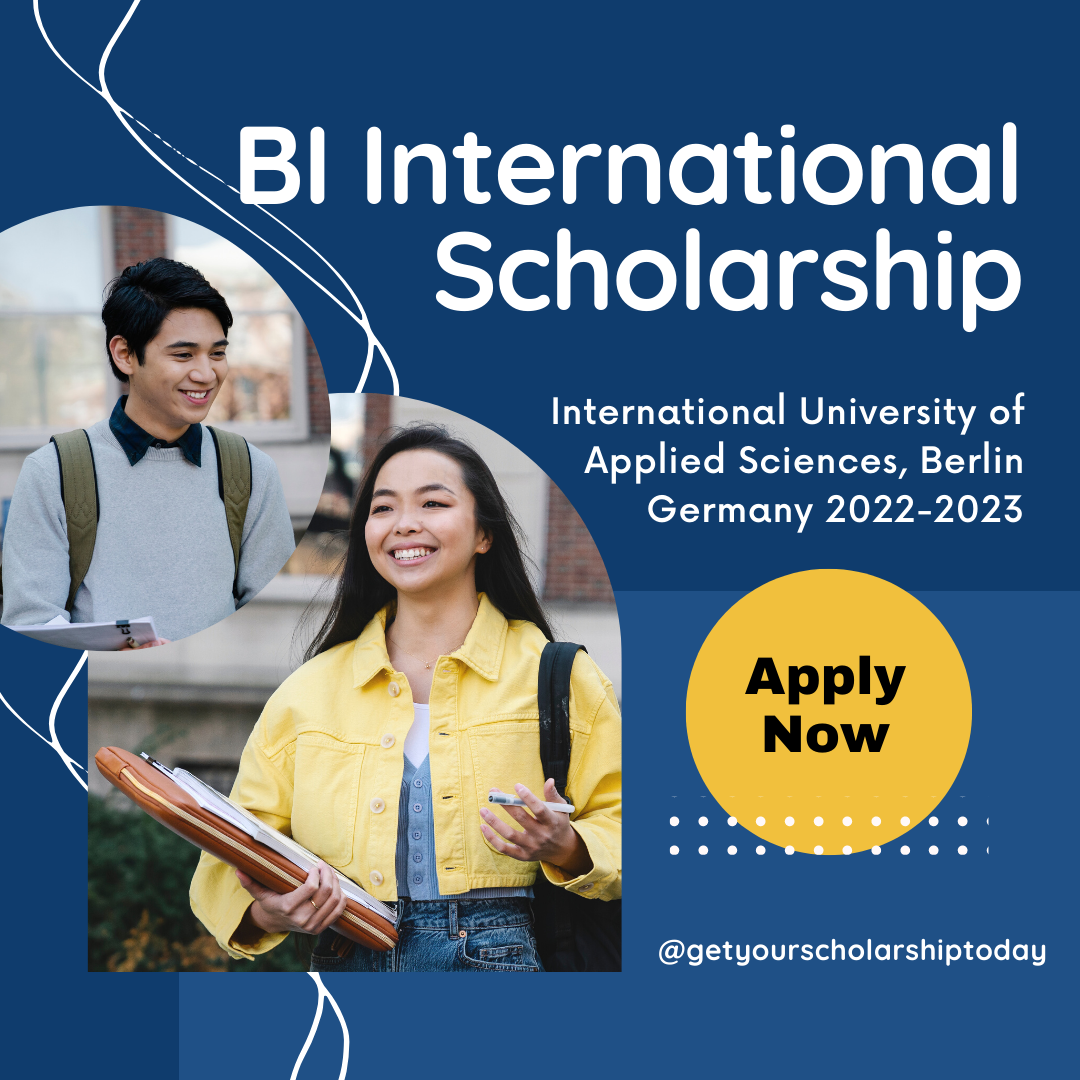 BI International
Scholarship
International University of
Applied Sciences, Berlin
Germany 2022-2023
Apply
Now
@getyourscholarshiptoday